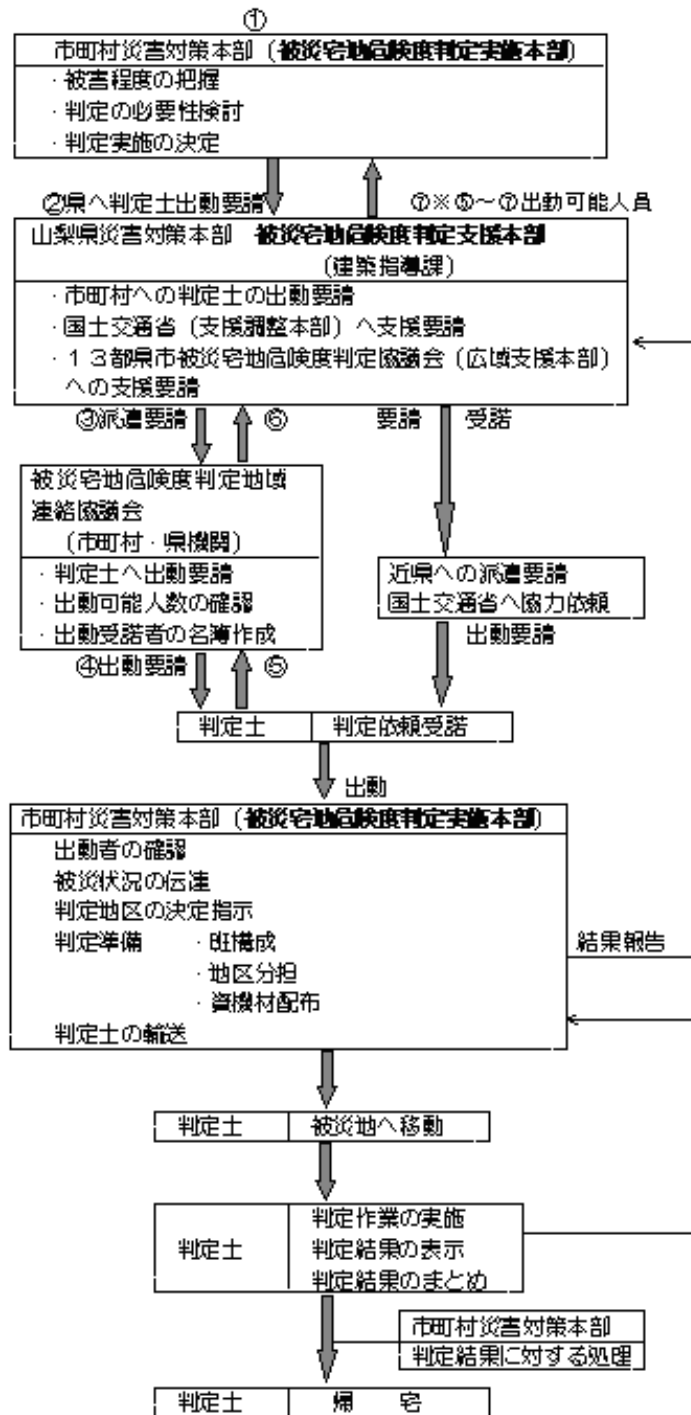 ①
市町村災害対策本部（被災宅地危険度判定実施本部）
・被害程度の把握
・判定の必要性検討
・判定実施の決定
②県へ判定士出動要請
⑦※⑤～⑦出動可能人員
山梨県災害対策本部　被災宅地危険度判定支援本部
（建築指導課）
・市町村への判定士の出動要請
・国土交通省（支援調整本部）へ支援要請
・１３都県市被災宅地危険度判定協議会（広域支援本部）
への支援要請
③派遣要請
⑥
要請　受諾
被災宅地危険度判定地域
連絡協議会
（市町村・県機関）
・判定士へ出動要請
・出動可能人数の確認
・出動受諾者の名簿作成
近県への派遣要請
国土交通省へ協力依頼
④出動要請
⑤
出動要請
判定士　判定依頼受諾
出動
市町村災害対策本部（被災宅地危険度判定実施本部）
出動者の確認
被災状況の伝達
判定地区の決定指示
判定準備　・班構成
・地区分担
・資機材配布
判定士の輸送
結果報告
判定士　被災地へ移動
判定士
判定作業の実施
判定結果の表示
判定結果のまとめ
市町村災害対策本部
判定結果に対する処理
判定士　帰　宅